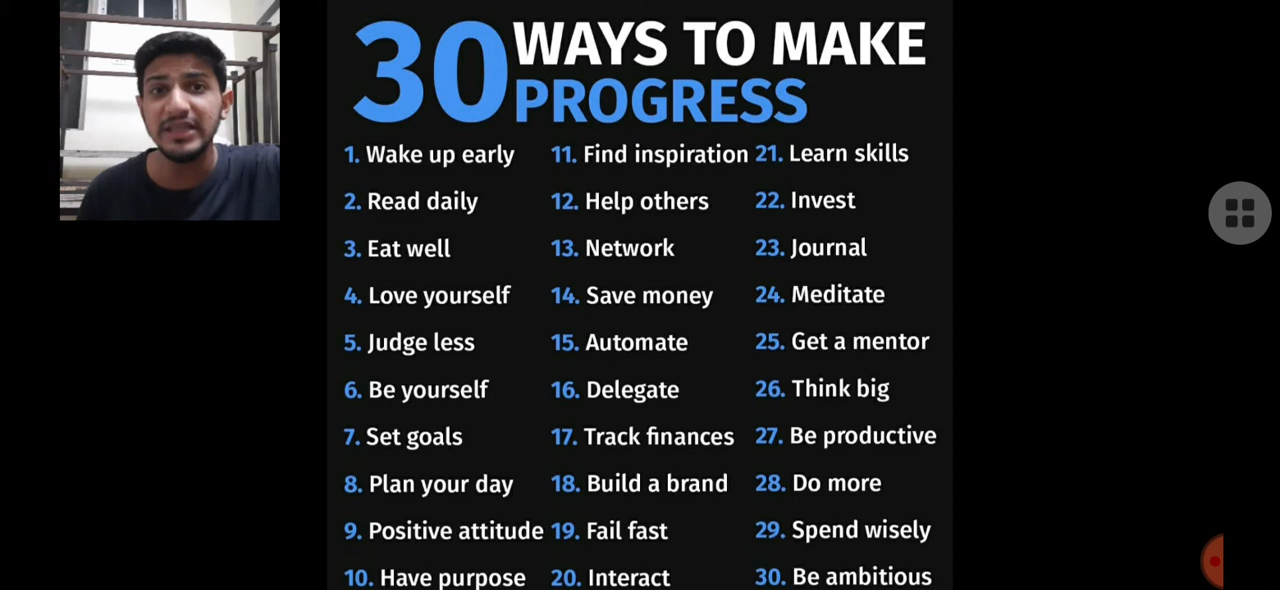 30 WAYS TO MAKE
PROGRESS
1. Wake up early
2. Read daily
3. Eat well
4. Love yourself
5. Judge less
6. Be yourself
7. Set goals
8. Plan your day
9. Positive attitude
10. Have purpose
11. Find inspiration
12. Help others
13. Network
14. Save money
15. Automate
16. Delegate
17. Track finances
18. Build a brand
19. Fail fast
20. Interact
21. Learn skills
22. Invest
23. Journal
24. Meditate
25. Get a mentor
26. Think big
27. Be productive
28. Do more
29. Spend wisely
30. Be ambitious